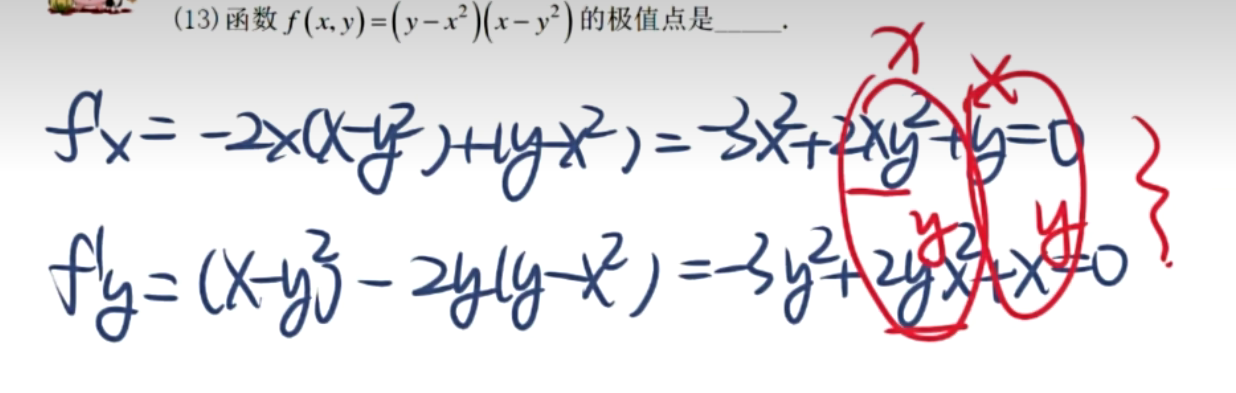 (13) 函数 f(x,y)=(y−x²)(x−y²) 的极值点是_____.
x x
f'x = −2x(x−y²)+(y−x²) = −3x²+2xy²+y=0
y y
f'y = (x−y²) − 2y(y−x²) = −3y²+2yx²+x=0